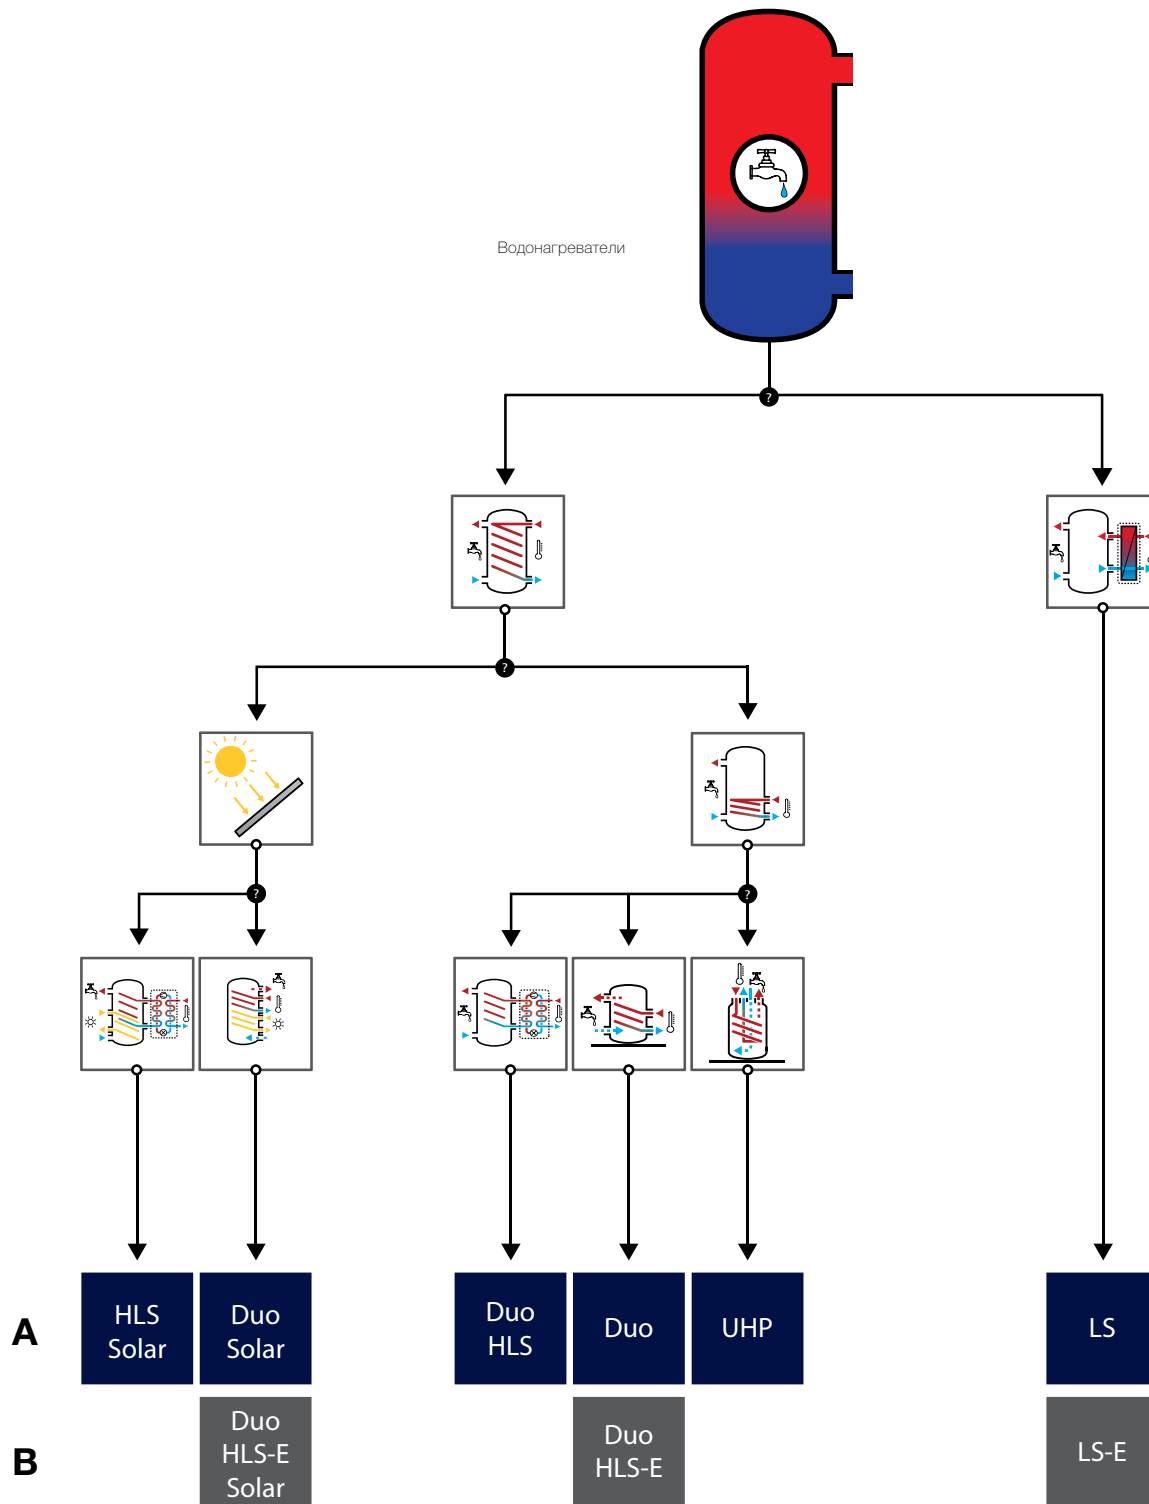 Водонагреватели
?
?
?
?
A
HLS
Solar
Duo
Solar
Duo
HLS
Duo
UHP
LS
B
Duo
HLS-E
Solar
Duo
HLS-E
LS-E